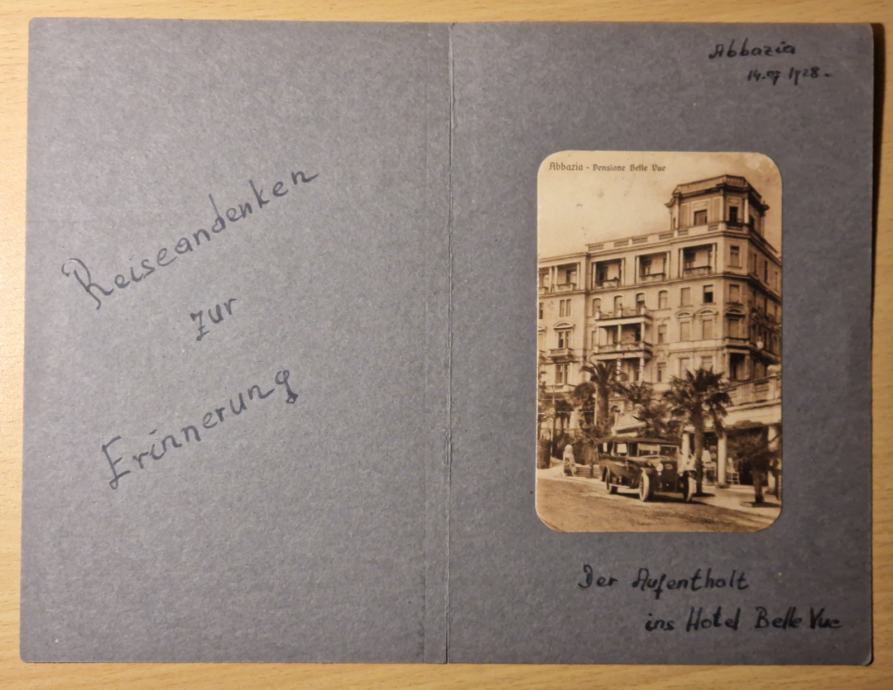 Reiseandenken
zur
Erinnerung
Abbazia
14.07 1928.
Abbazia - Pensione Belle Vue
Der Aufenthalt
ins Hotel Belle Vue